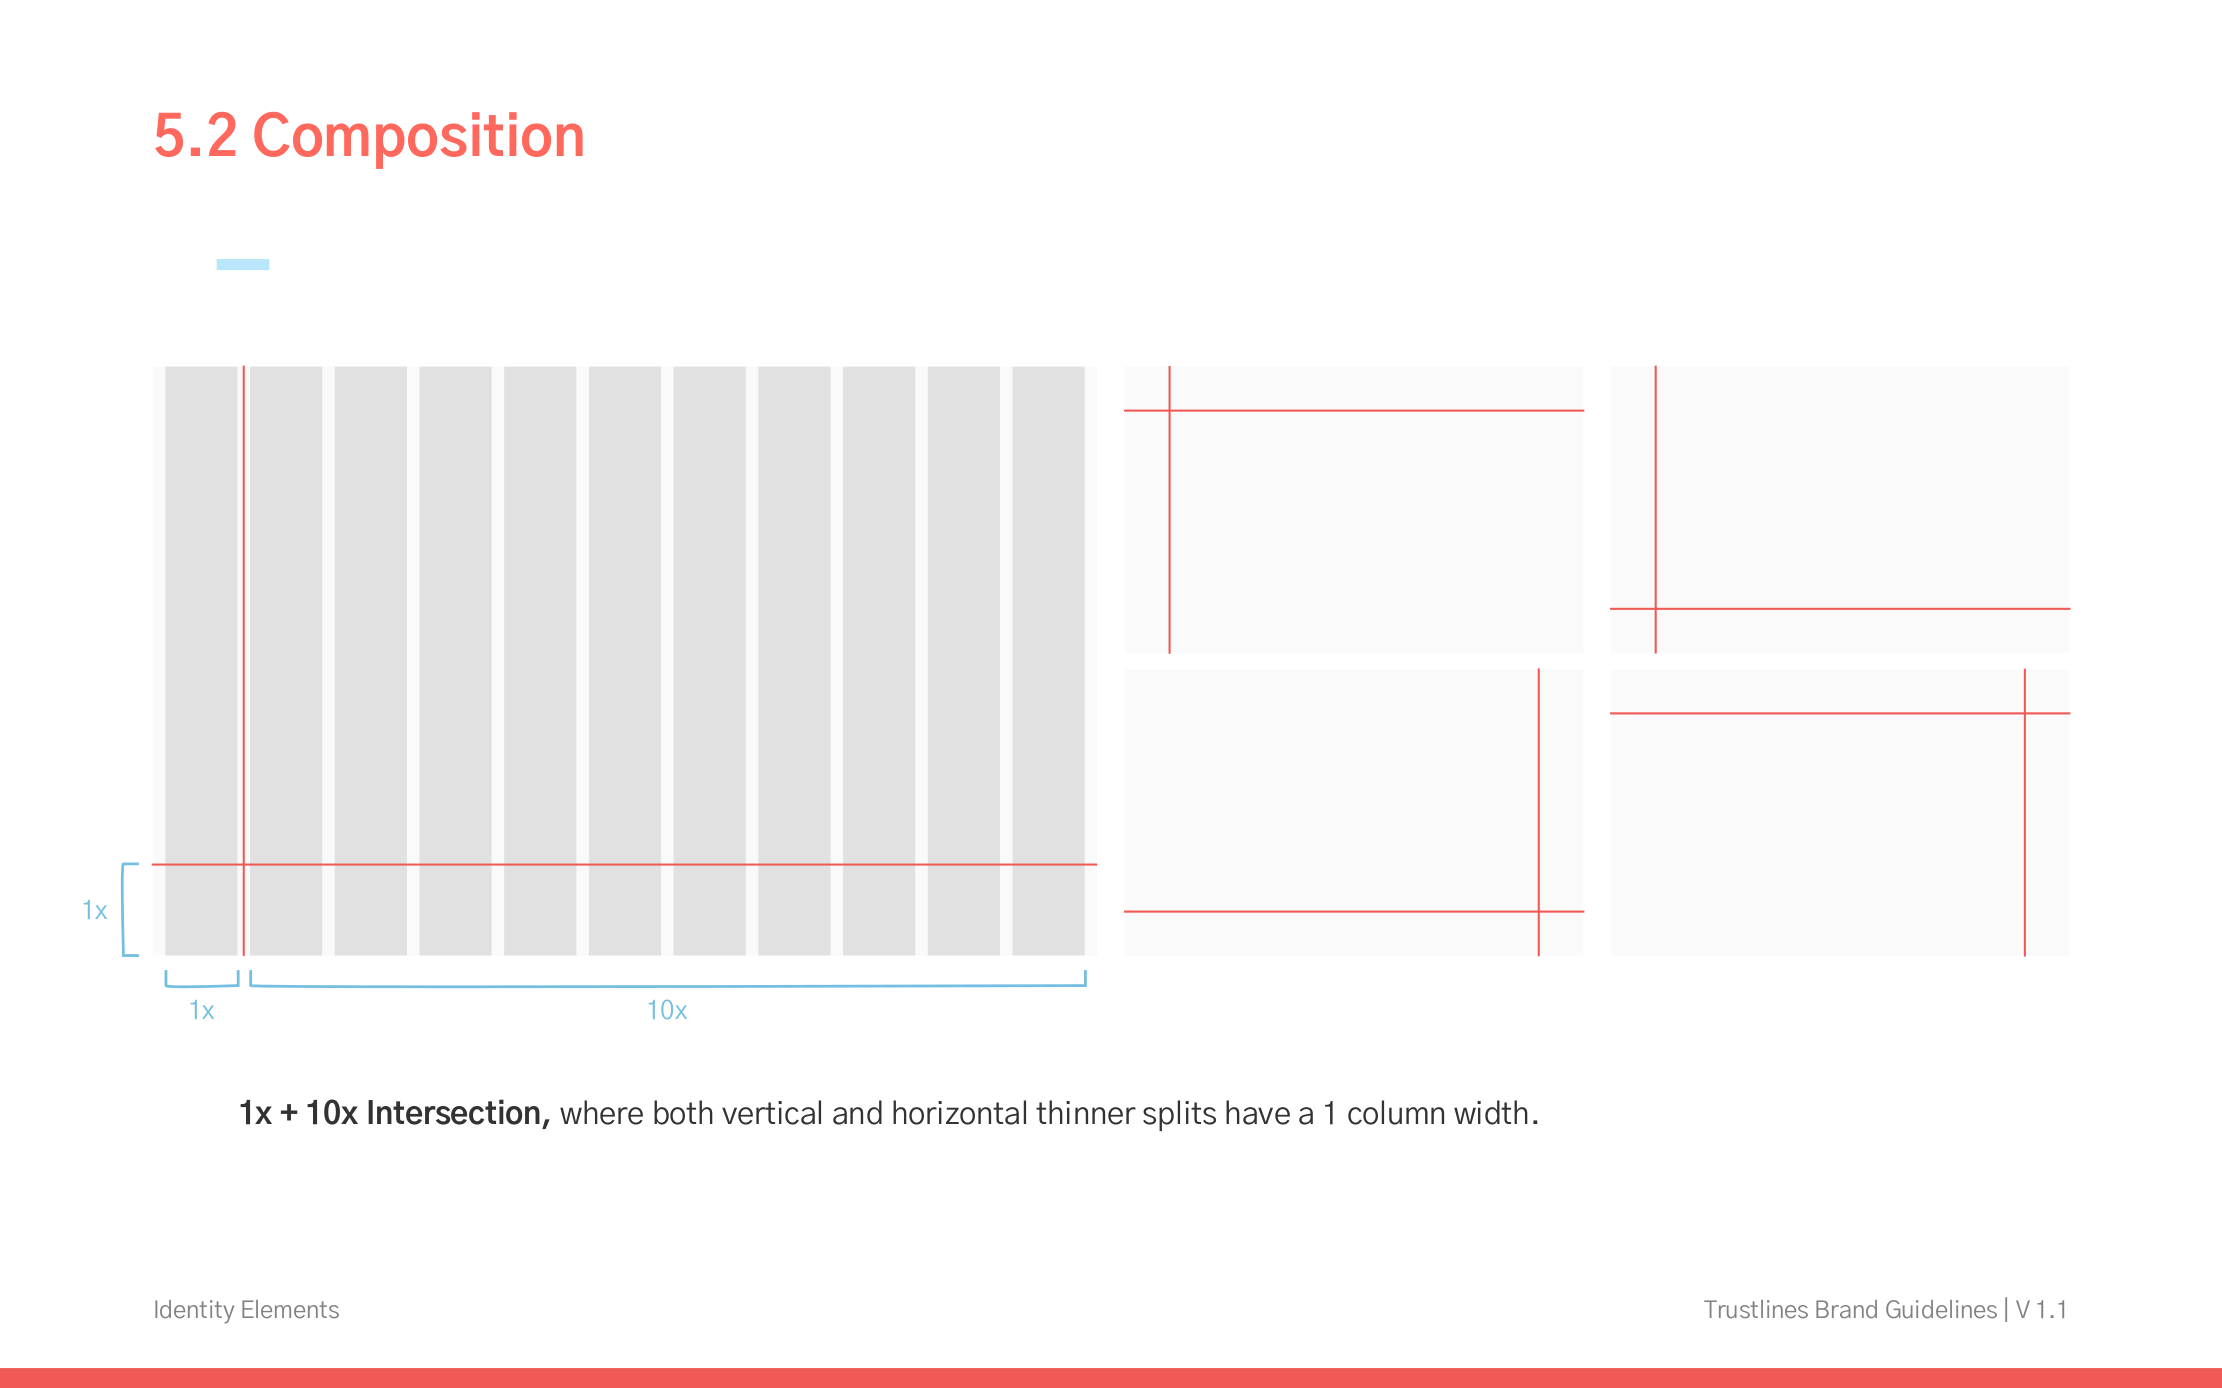 5.2 Composition
1x
1x
10x
1x + 10x Intersection, where both vertical and horizontal thinner splits have a 1 column width.
Identity Elements
Trustlines Brand Guidelines | V 1.1